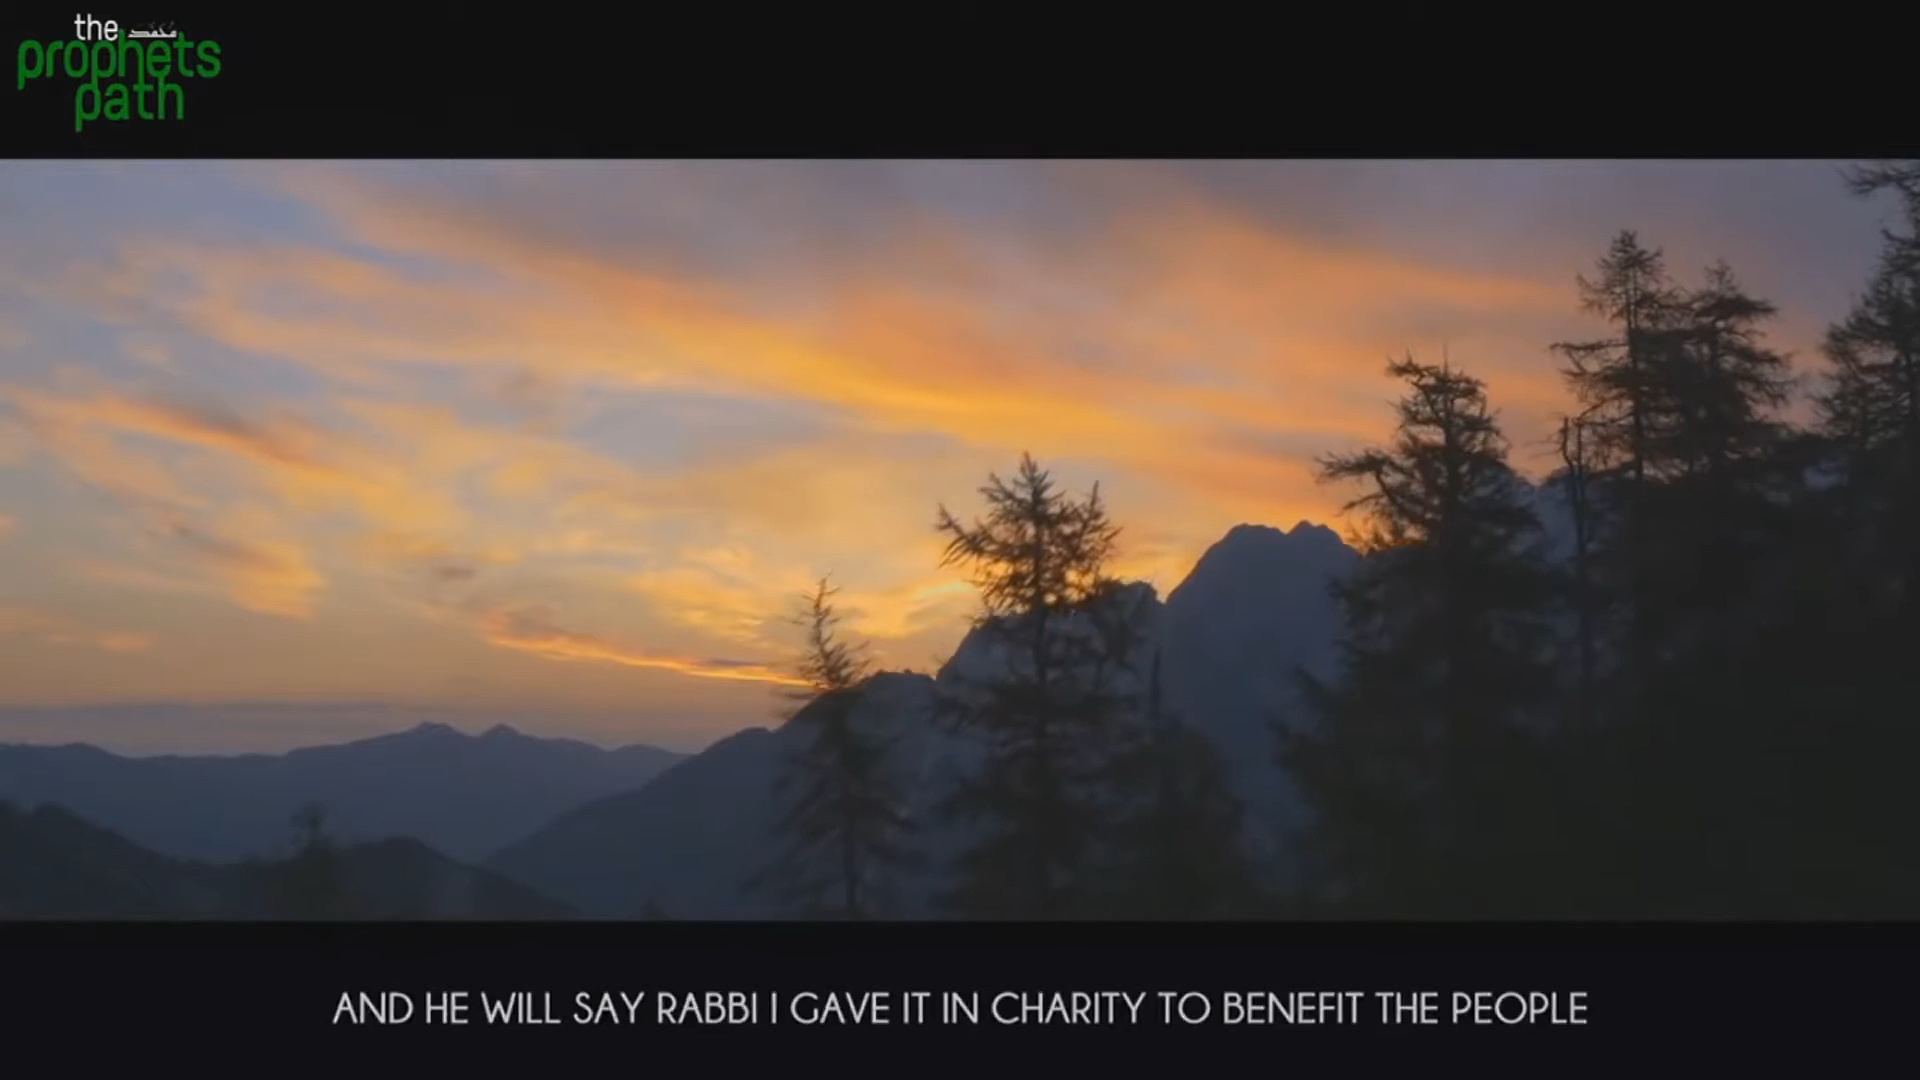 the مُحَمَّد
prophets
path
AND HE WILL SAY RABBI I GAVE IT IN CHARITY TO BENEFIT THE PEOPLE